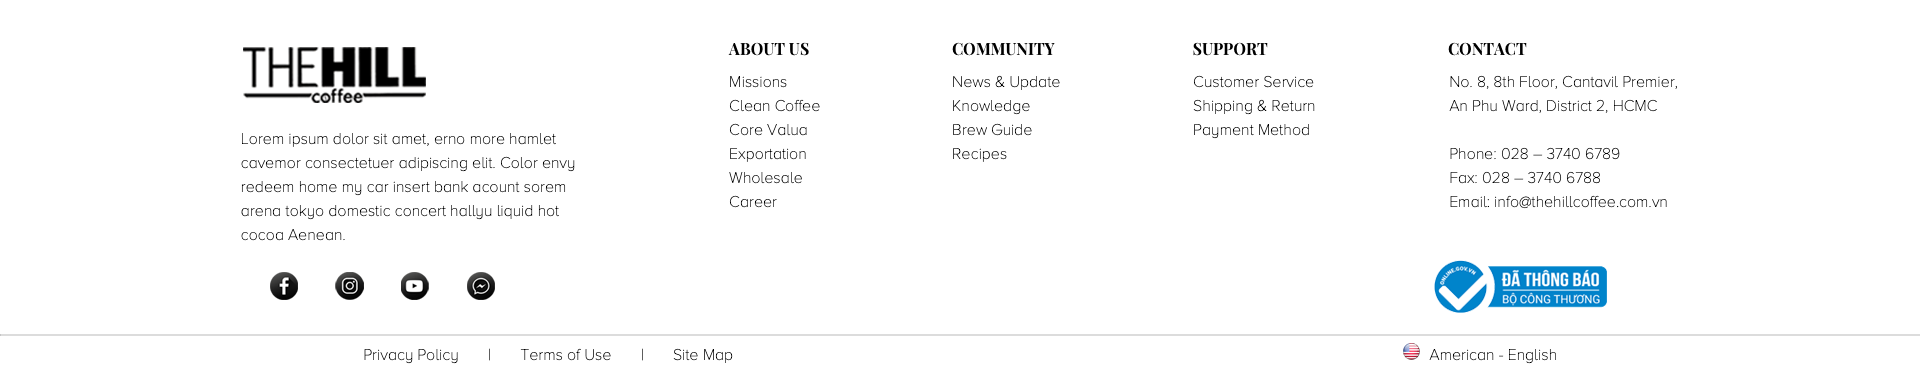 THEHILL
coffee
Lorem ipsum dolor sit amet, erno more hamlet
cavemor consectetuer adipiscing elit. Color envy
redeem home my car insert bank acount sorem
arena tokyo domestic concert hallyu liquid hot
cocoa Aenean.
ABOUT US
Missions
Clean Coffee
Core Valua
Exportation
Wholesale
Career
COMMUNITY
News & Update
Knowledge
Brew Guide
Recipes
SUPPORT
Customer Service
Shipping & Return
Payment Method
CONTACT
No. 8, 8th Floor, Cantavil Premier,
An Phu Ward, District 2, HCMC
Phone: 028 – 3740 6789
Fax: 028 – 3740 6788
Email: info@thehillcoffee.com.vn
ONLINE.GOV.VN
ĐÃ THÔNG BÁO
BỘ CÔNG THƯƠNG
Privacy Policy | Terms of Use | Site Map
American - English